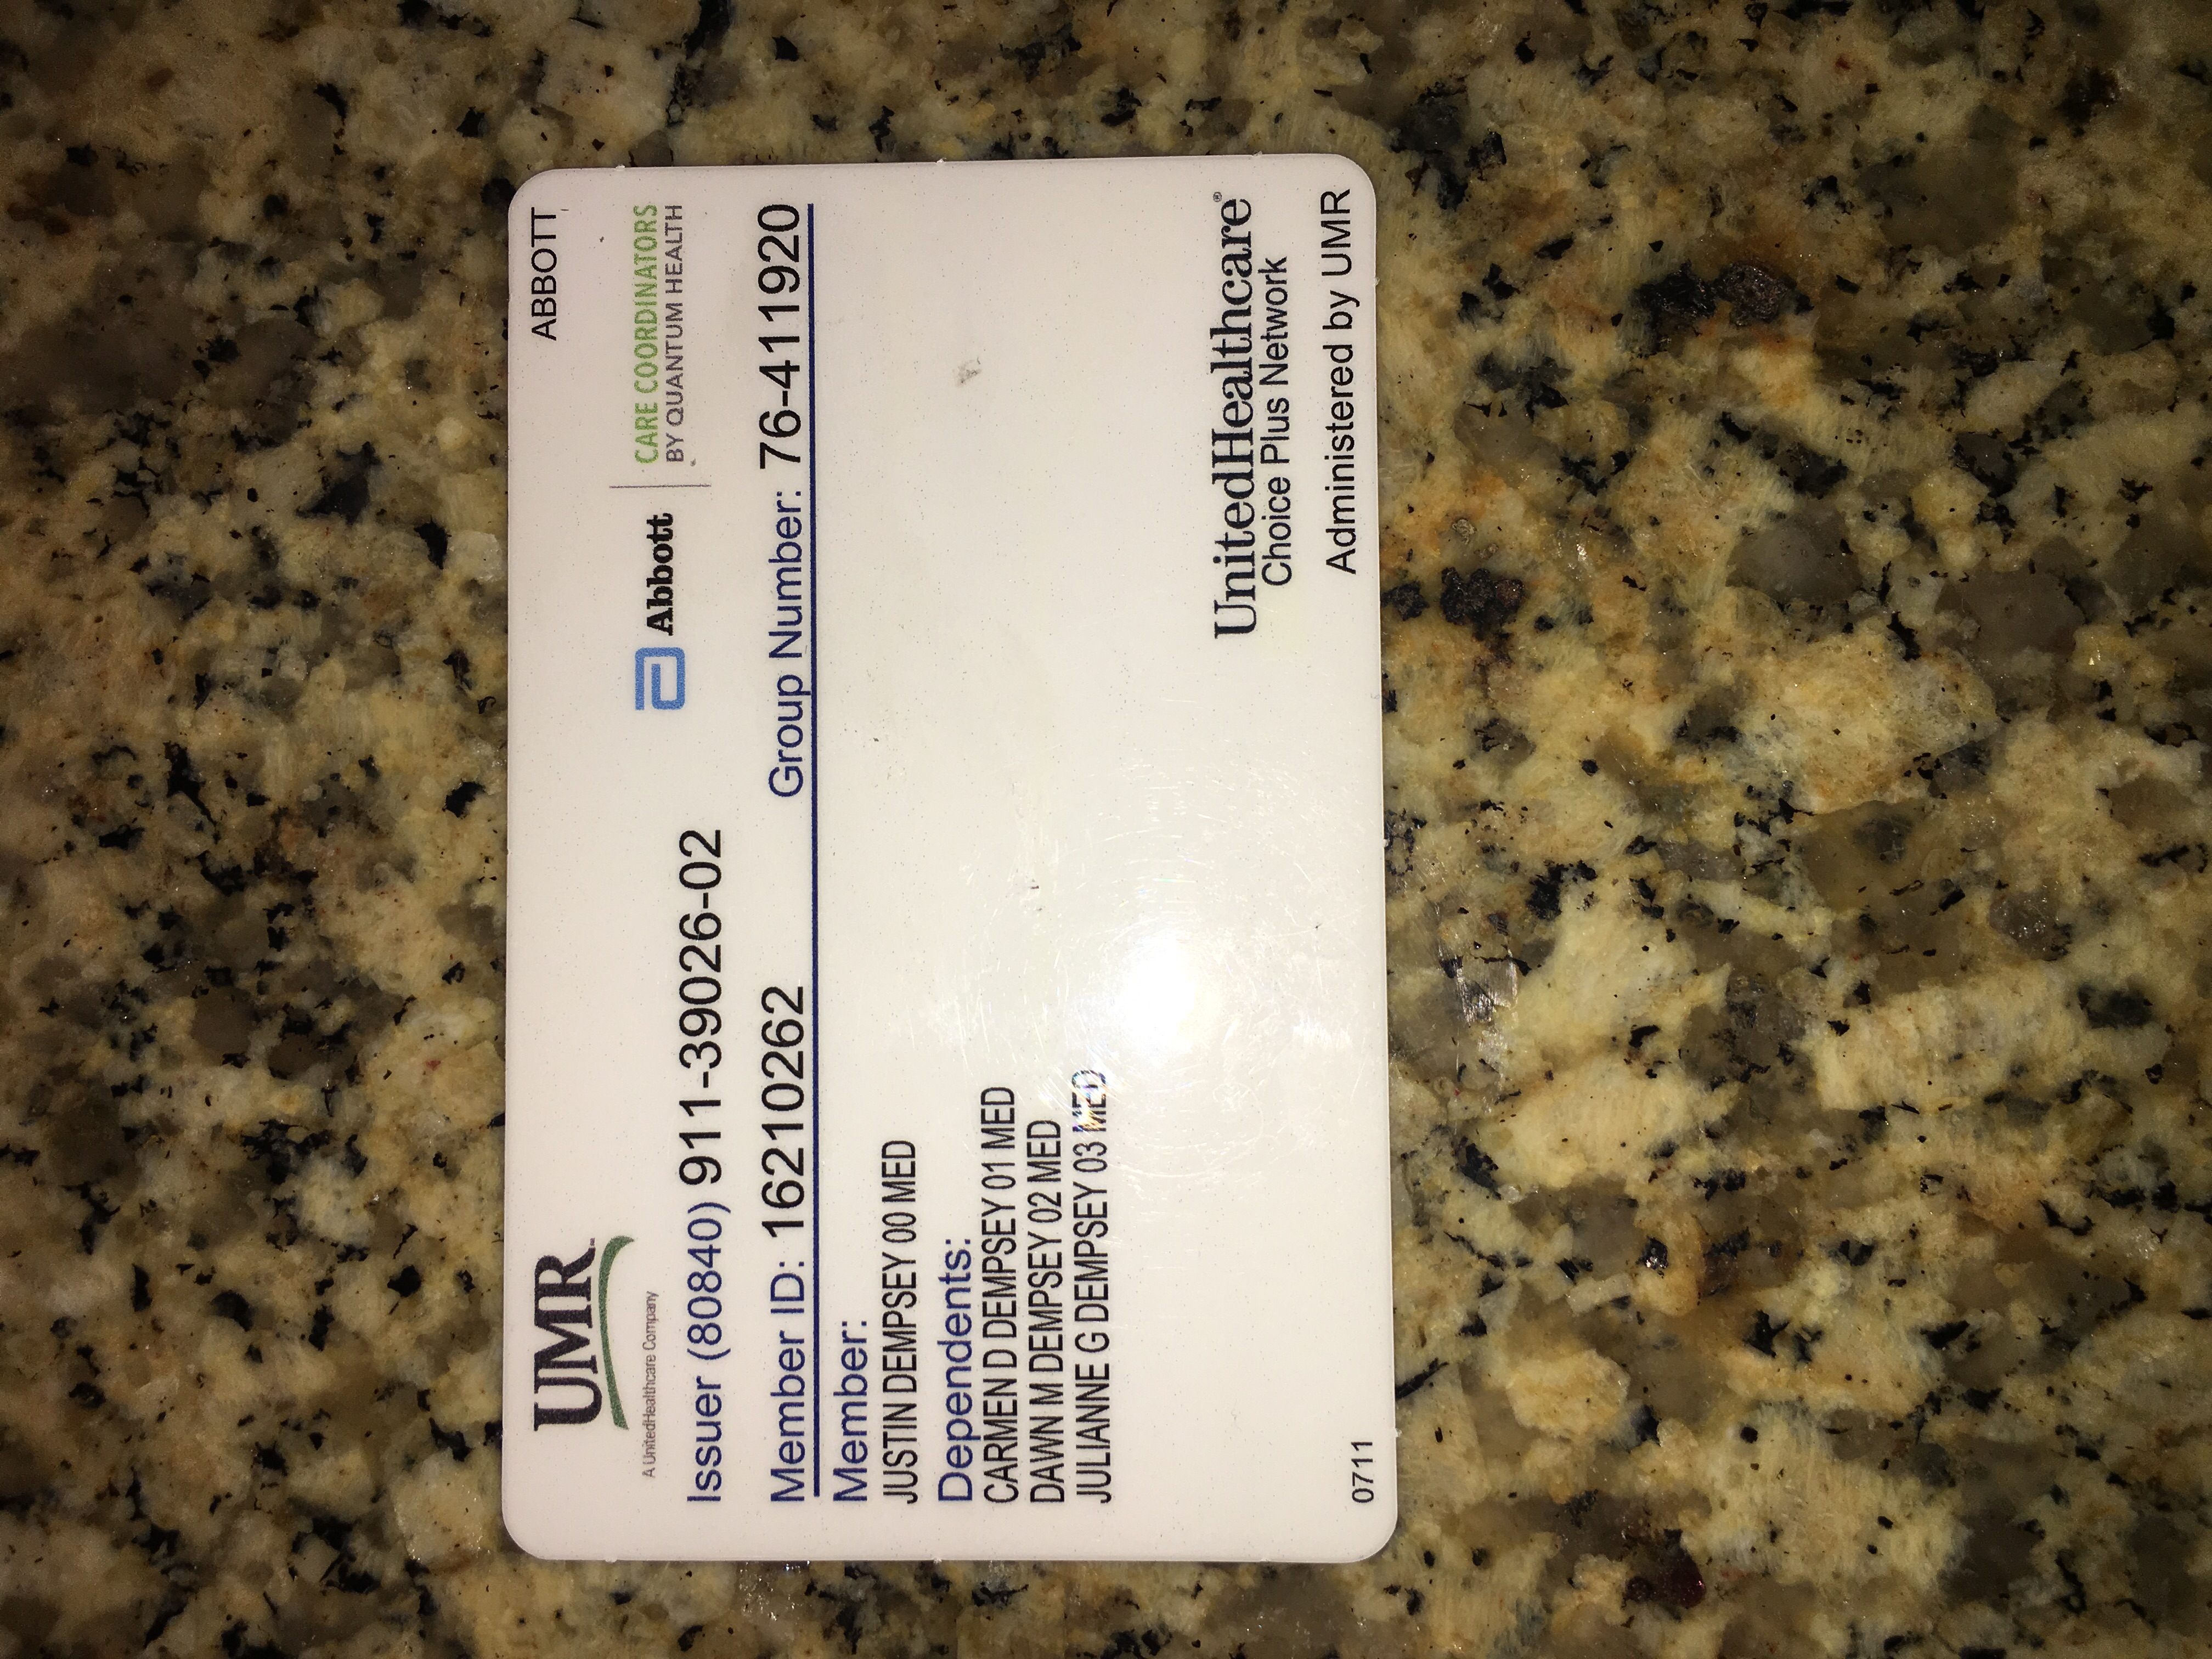 UMR
ABBOTT
A UnitedHealthcare Company
Abbott
CARE COORDINATORS
BY QUANTUM HEALTH
Issuer (80840) 911-39026-02
Member ID: 16210262 Group Number: 76-411920
Member:
JUSTIN DEMPSEY 00 MED
Dependents:
CARMEN D DEMPSEY 01 MED
DAWN M DEMPSEY 02 MED
JULIANNE G DEMPSEY 03 MED
UnitedHealthcare®
Choice Plus Network
Administered by UMR
0711